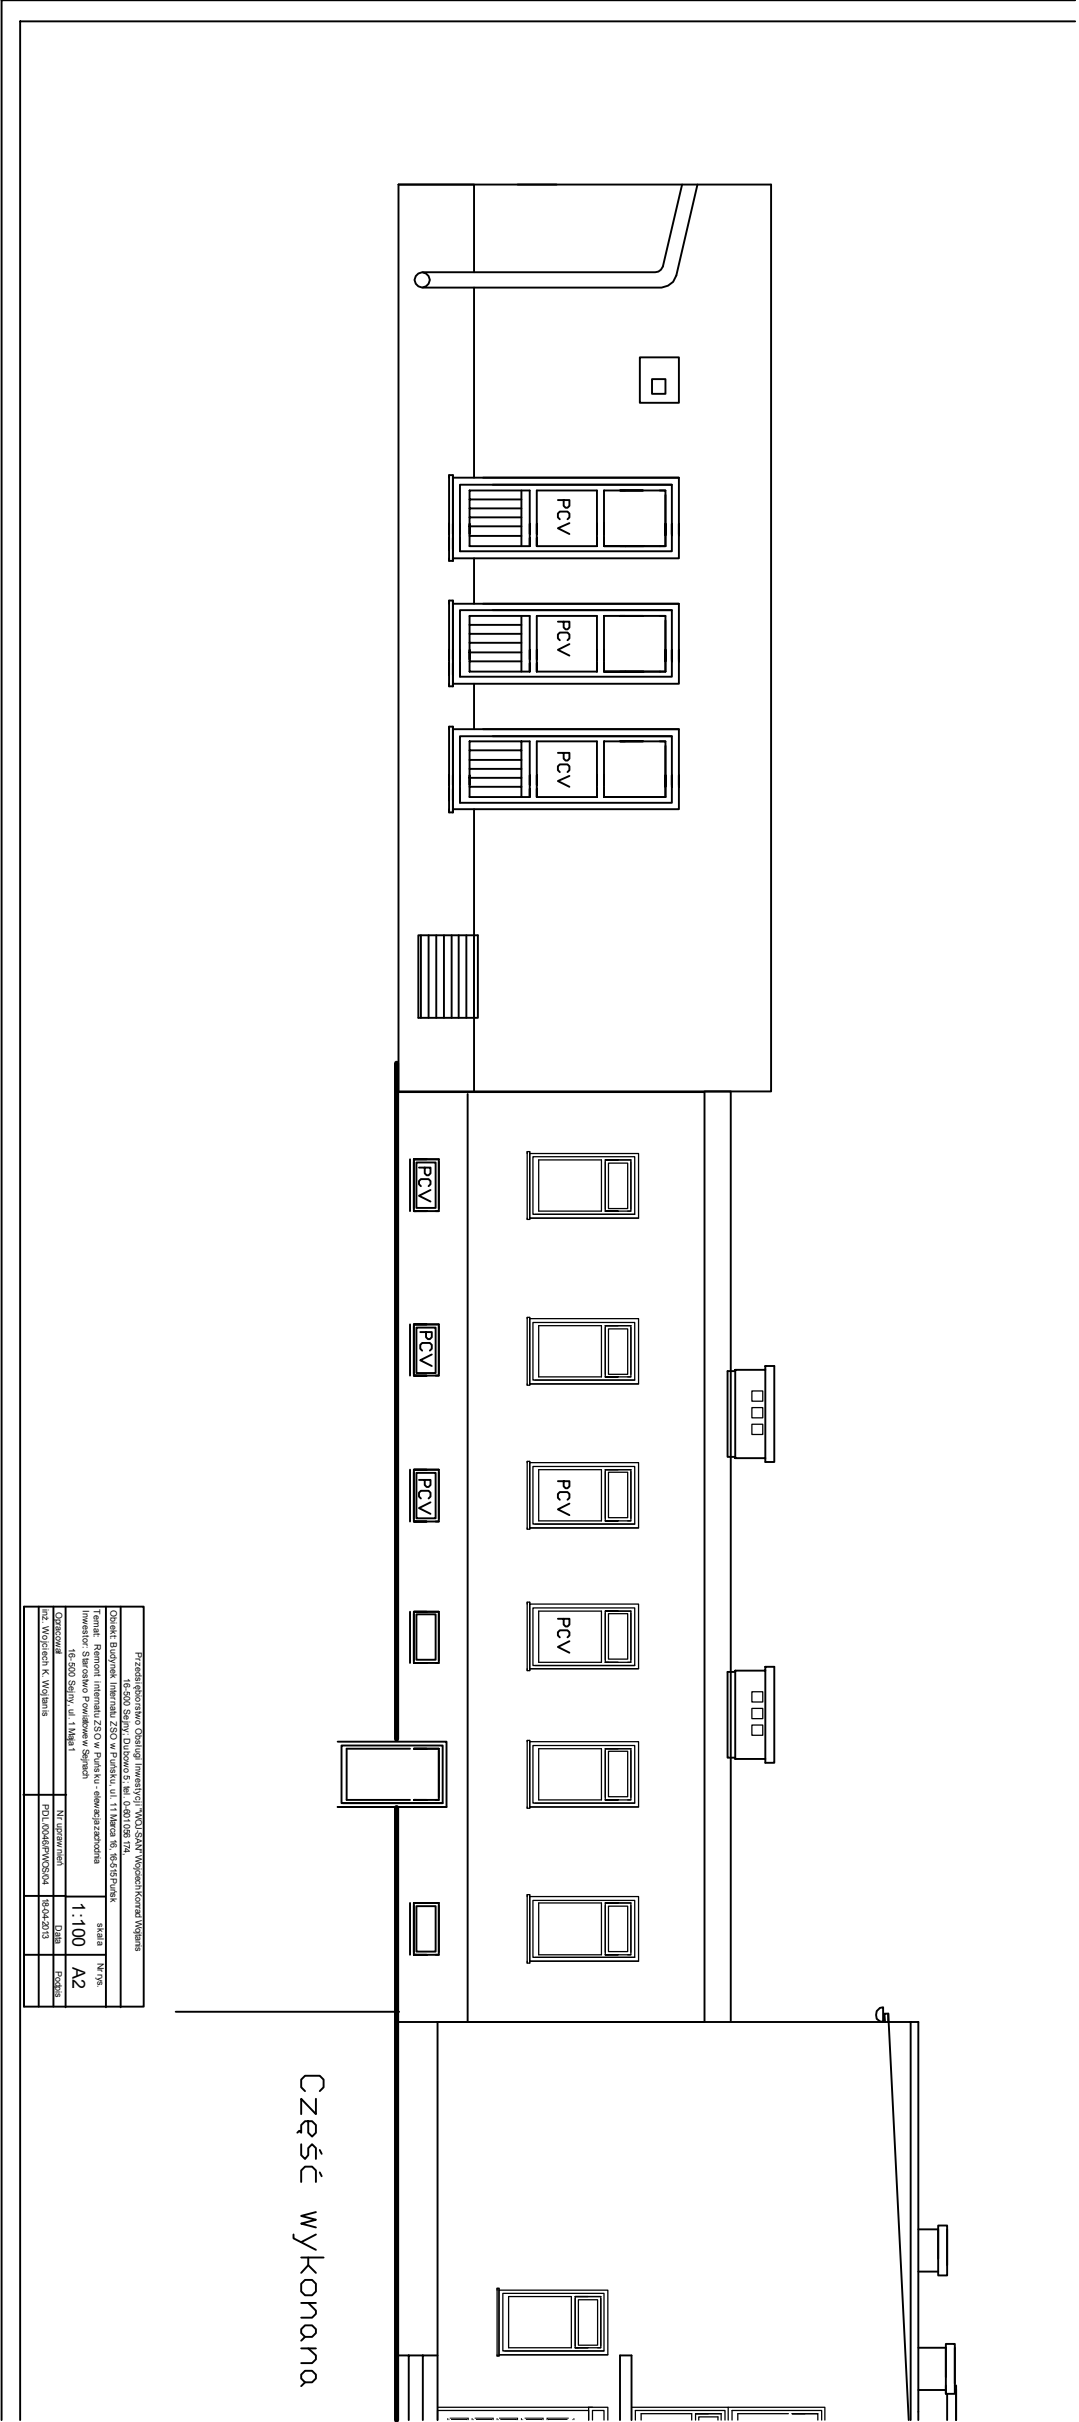 PCV
PCV
PCV
PCV
PCV
PCV
PCV
PCV
Część wykonana
Przedsiębiorstwo Obsługi Inwestycji "WOJ-SAN" Wojciech Konrad Wojtanis
16-500 Sejny; Dubowo 5; tel. 0-601 056 174,
Obiekt: Budynek Internatu ZSO w Puńsku, ul. 11 Marca 16, 16-515 Puńsk
Temat: Remont internatu ZSO w Puńsku - elewacja zachodnia
Inwestor: Starostwo Powiatowe w Sejnach
16-500 Sejny, ul. 1 Maja 1
skala
1:100
Nr rys.
A2
Opracował Nr uprawnień Data Podpis
inż. Wojciech K. Wojtanis PDL/0046/PWOS/04 18-04-2013